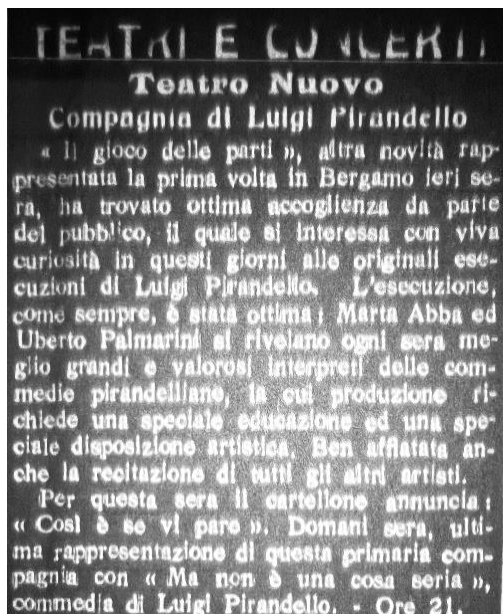 TEATRI E CONCERTI
Teatro Nuovo
Compagnia di Luigi Pirandello
« Il gioco delle parti », altra novità rap-
presentata la prima volta in Bergamo ieri se-
ra, ha trovato ottima accoglienza da parte
del pubblico, il quale si interessa con viva
curiosità in questi giorni alle originali ese-
cuzioni di Luigi Pirandello. L'esecuzione,
come sempre, è stata ottima: Marta Abba ed
Uberto Palmarini si rivelano ogni sera me-
glio grandi e valorosi interpreti delle com-
medie pirandelliane, la cui produzione ri-
chiede una speciale educazione ed una spe-
ciale disposizione artistica. Ben affiatata an-
che la recitazione di tutti gli altri artisti.
Per questa sera il cartellone annuncia:
« Così è se vi pare ». Domani sera, ulti-
ma rappresentazione di questa primaria com-
pagnia con « Ma non è una cosa seria »,
commedia di Luigi Pirandello. - Ore 21.